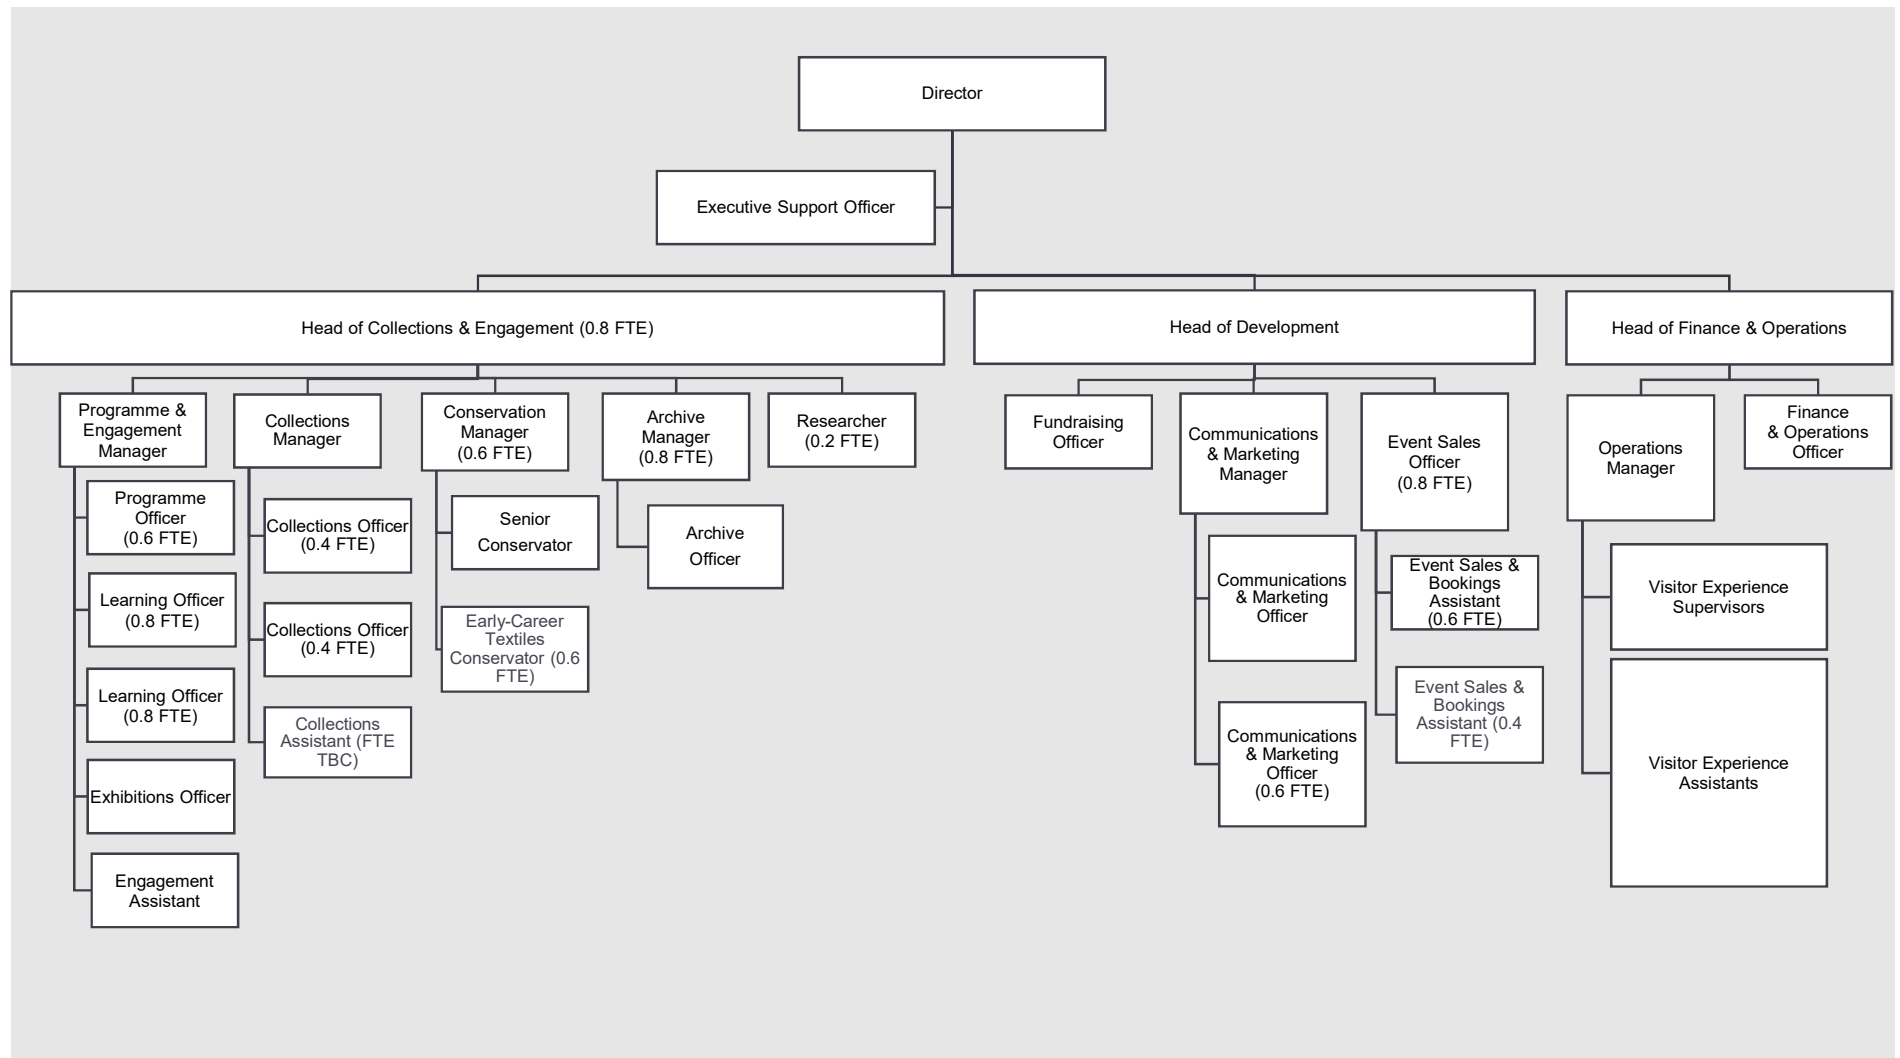 Director
Executive Support Officer
Head of Collections & Engagement (0.8 FTE)
Head of Development
Head of Finance & Operations
Programme &
Engagement
Manager
Collections
Manager
Conservation
Manager
(0.6 FTE)
Archive
Manager
(0.8 FTE)
Researcher
(0.2 FTE)
Fundraising
Officer
Communications
& Marketing
Manager
Event Sales
Officer
(0.8 FTE)
Operations
Manager
Finance
& Operations
Officer
Programme
Officer
(0.6 FTE)
Learning Officer
(0.8 FTE)
Learning Officer
(0.8 FTE)
Exhibitions Officer
Engagement
Assistant
Collections Officer
(0.4 FTE)
Collections Officer
(0.4 FTE)
Collections
Assistant (FTE
TBC)
Senior
Conservator
Early-Career
Textiles
Conservator (0.6
FTE)
Archive
Officer
Communications
& Marketing
Officer
Communications
& Marketing
Officer
(0.6 FTE)
Event Sales &
Bookings
Assistant
(0.6 FTE)
Event Sales &
Bookings
Assistant (0.4
FTE)
Visitor Experience
Supervisors
Visitor Experience
Assistants